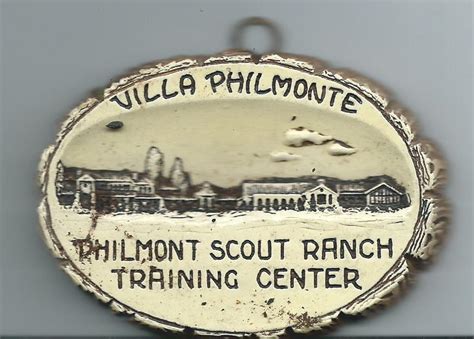 VILLA PHILMONTE
PHILMONT SCOUT RANCH
TRAINING CENTER